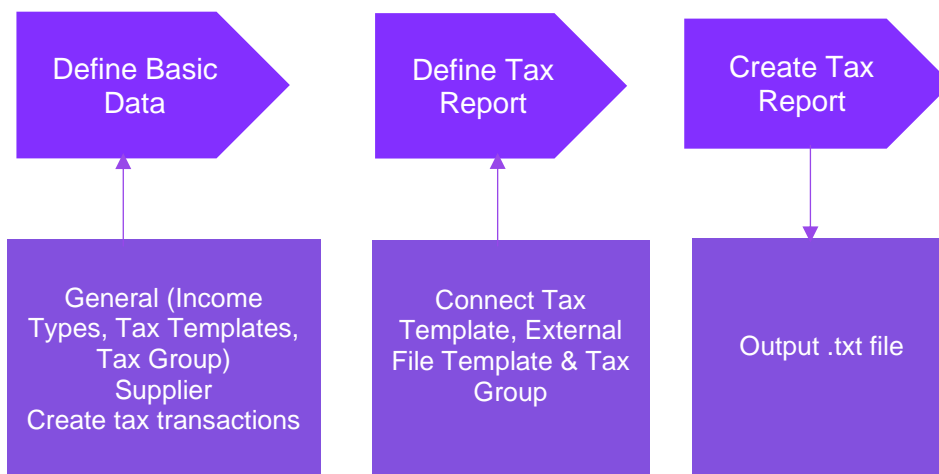 Define Basic
Data
Define Tax
Report
Create Tax
Report
General (Income
Types, Tax Templates,
Tax Group)
Supplier
Create tax transactions
Connect Tax
Template, External
File Template & Tax
Group
Output .txt file